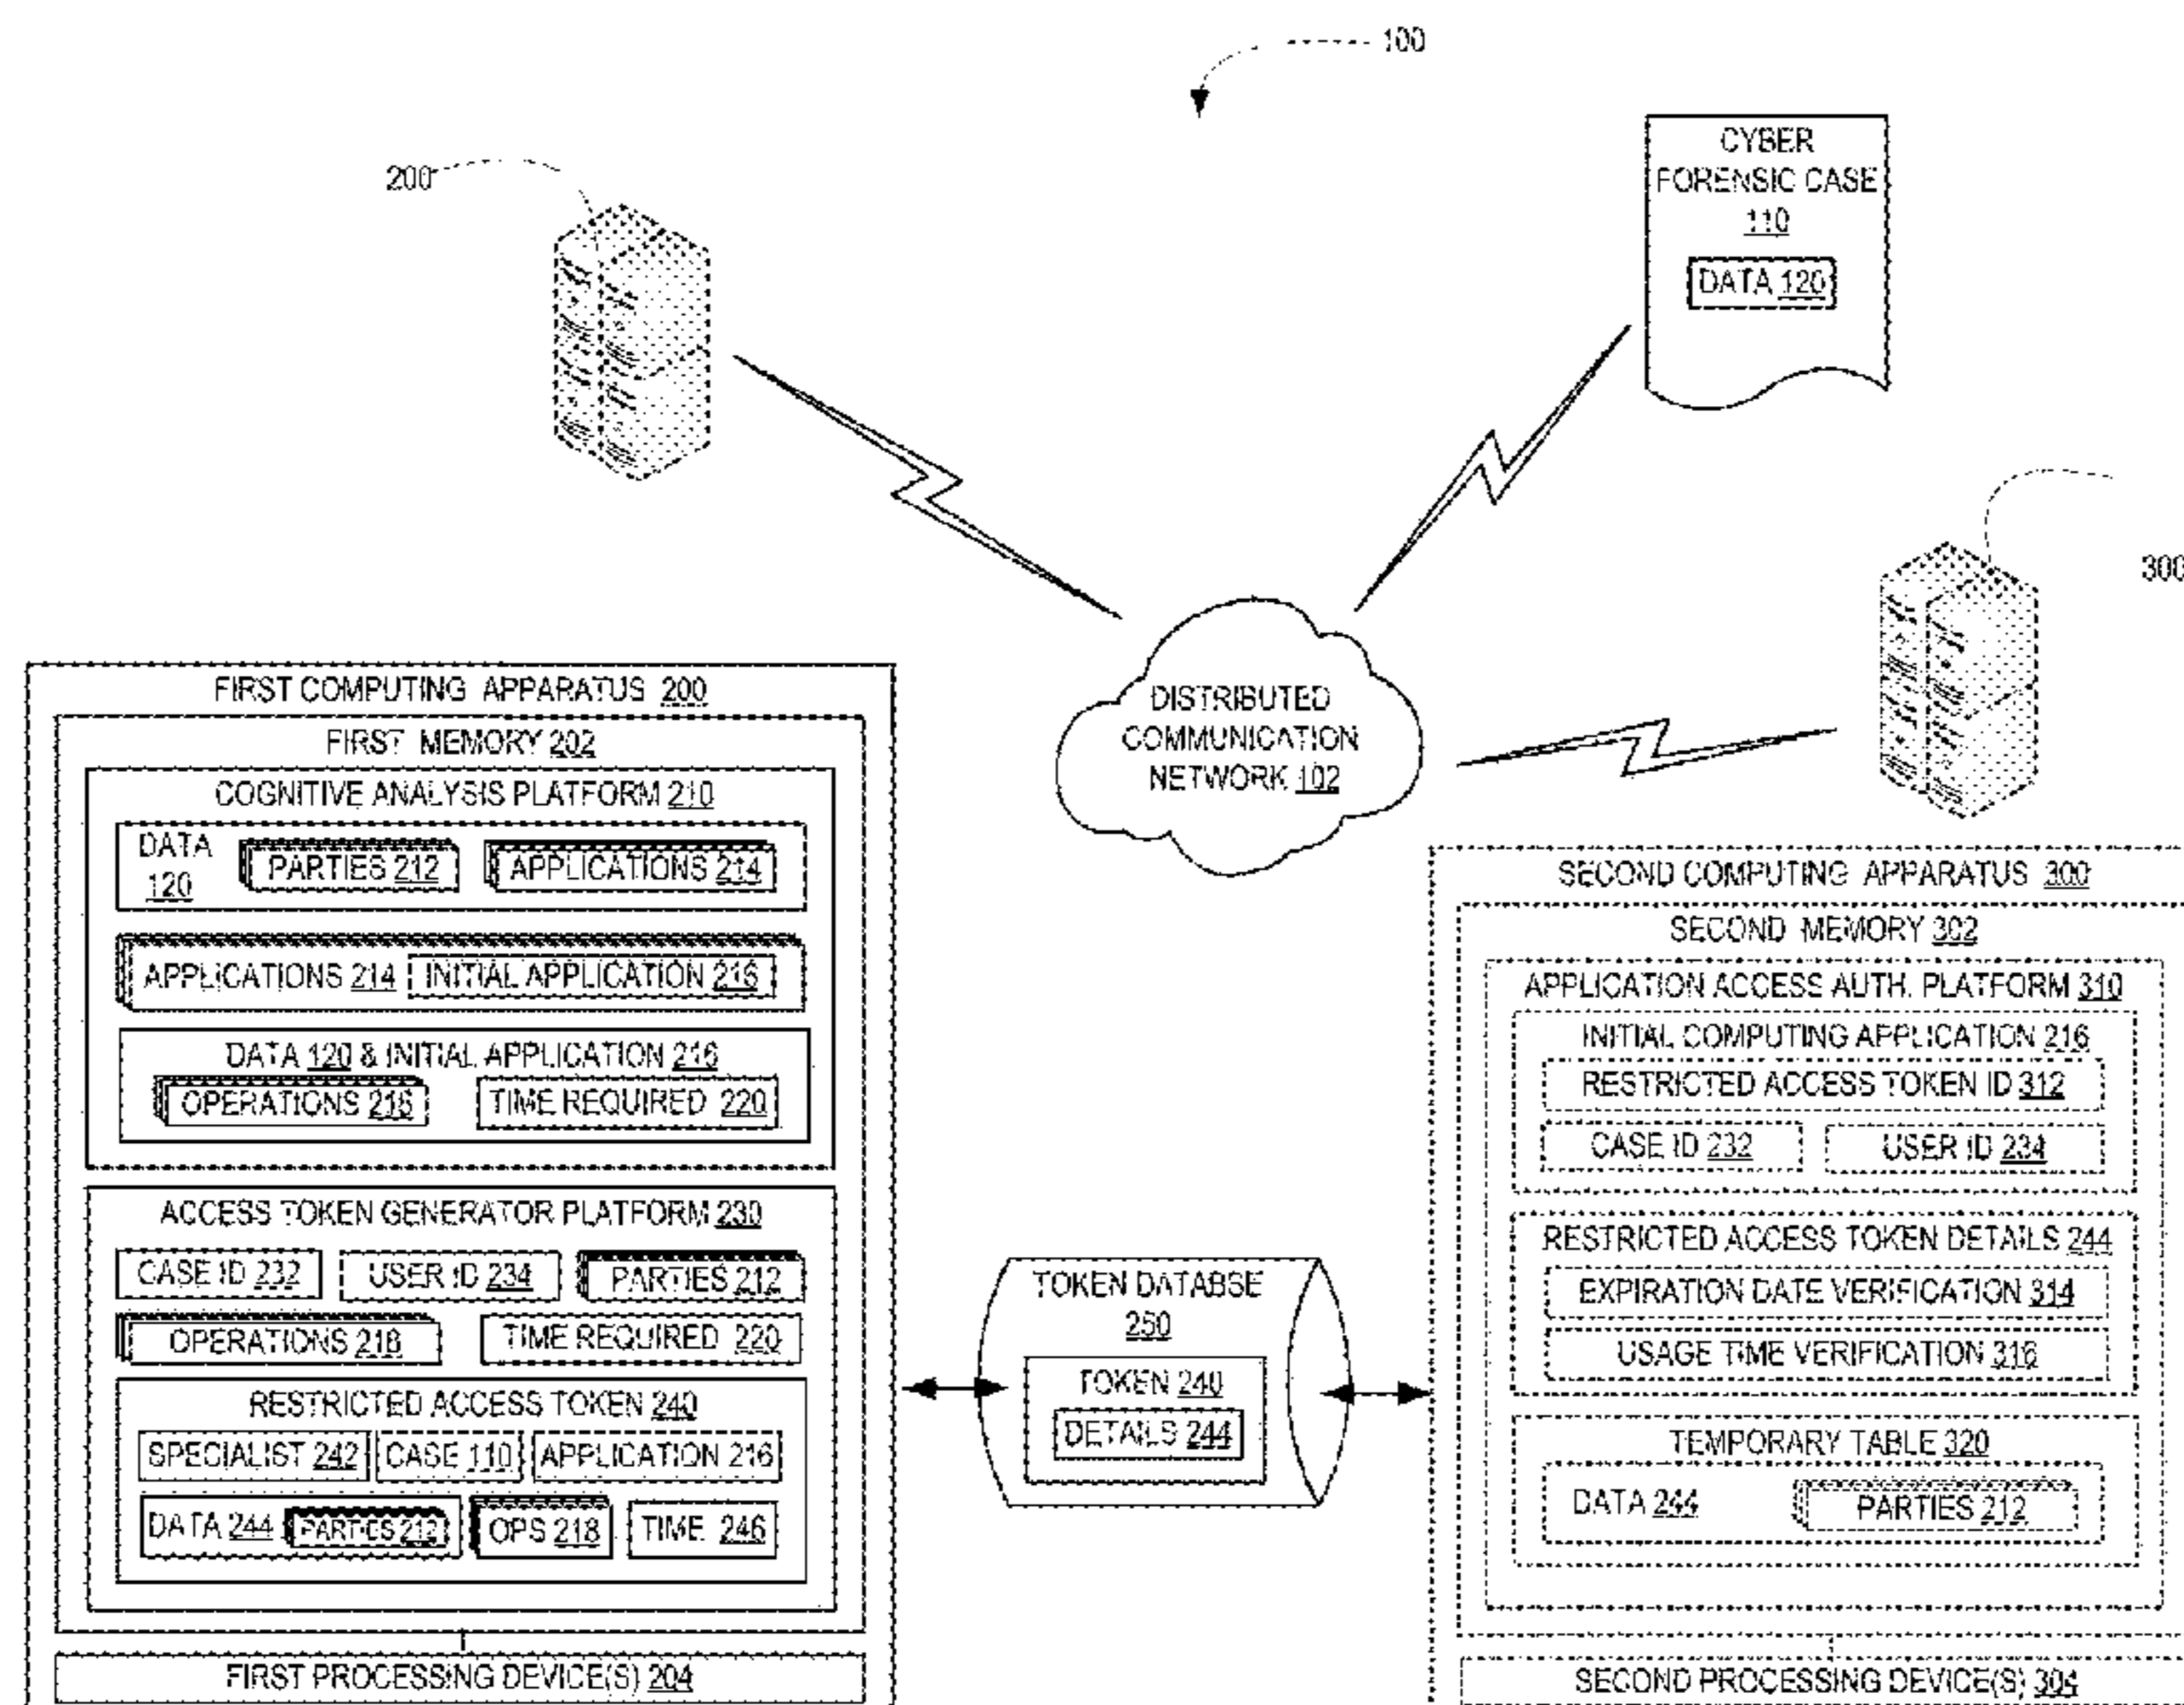 100
200
CYBER
FORENSIC CASE
110
DATA 120
300
DISTRIBUTED
COMMUNICATION
NETWORK 102
FIRST COMPUTING APPARATUS 200
FIRST MEMORY 202
COGNITIVE ANALYSIS PLATFORM 210
DATA
120
PARTIES 212
APPLICATIONS 214
APPLICATIONS 214 INITIAL APPLICATION 216
DATA 120 & INITIAL APPLICATION 216
OPERATIONS 218 TIME REQUIRED 220
ACCESS TOKEN GENERATOR PLATFORM 230
CASE ID 232 USER ID 234 PARTIES 212
OPERATIONS 218 TIME REQUIRED 220
RESTRICTED ACCESS TOKEN 240
SPECIALIST 242 CASE 110 APPLICATION 216
DATA 244 PARTIES 212 OPS 218 TIME 246
FIRST PROCESSING DEVICE(S) 204
TOKEN DATABSE
250
TOKEN 240
DETAILS 244
SECOND COMPUTING APPARATUS 300
SECOND MEMORY 302
APPLICATION ACCESS AUTH. PLATFORM 310
INITIAL COMPUTING APPLICATION 216
RESTRICTED ACCESS TOKEN ID 312
CASE ID 232 USER ID 234
RESTRICTED ACCESS TOKEN DETAILS 244
EXPIRATION DATE VERIFICATION 314
USAGE TIME VERIFICATION 316
TEMPORARY TABLE 320
DATA 244 PARTIES 212
SECOND PROCESSING DEVICE(S) 304